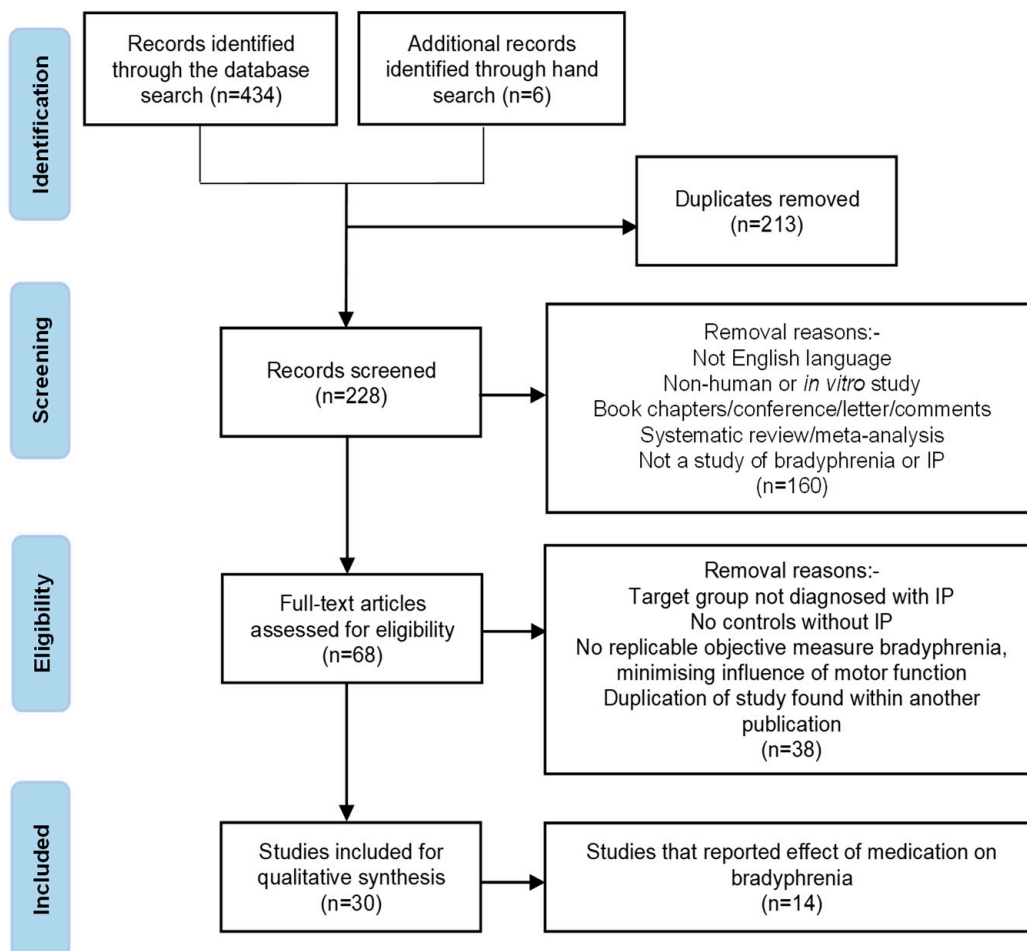 Identification
Records identified
through the database
search (n=434)
Additional records
identified through hand
search (n=6)
Duplicates removed
(n=213)
Screening
Records screened
(n=228)
Removal reasons:-
Not English language
Non-human or in vitro study
Book chapters/conference/letter/comments
Systematic review/meta-analysis
Not a study of bradyphrenia or IP
(n=160)
Eligibility
Full-text articles
assessed for eligibility
(n=68)
Removal reasons:-
Target group not diagnosed with IP
No controls without IP
No replicable objective measure bradyphrenia,
minimising influence of motor function
Duplication of study found within another
publication
(n=38)
Included
Studies included for
qualitative synthesis
(n=30)
Studies that reported effect of medication on
bradyphrenia
(n=14)